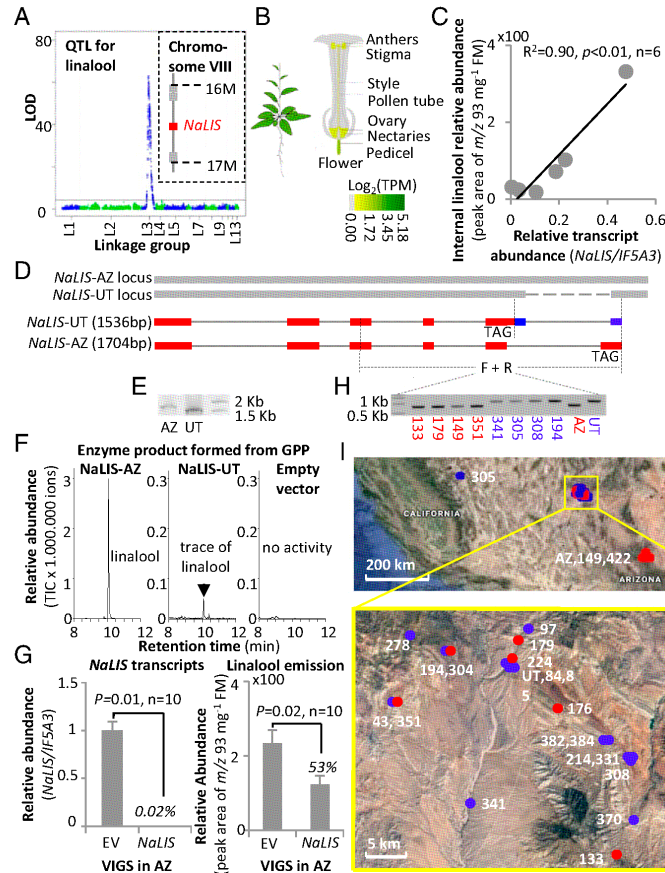 A
QTL for linalool
Chromo-
some VIII
16M
NaLIS
17M
LOD
80
40
0
L1
L2
L3
L4
L5
L7
L9
L13
Linkage group
B
Anthers
Stigma
Style
Pollen tube
Ovary
Nectaries
Pedicel
Flower
Log2(TPM)
0.00
1.72
3.45
5.18
C
x100
R²=0.90, p<0.01, n=6
Internal linalool relative abundance
(peak area of m/z 93 mg⁻¹ FM)
4
3
2
1
0
0.0
0.2
0.4
0.6
Relative transcript
abundance (NaLIS/IF5A3)
D
NaLIS-AZ locus
NaLIS-UT locus
NaLIS-UT (1536bp)
TAG
NaLIS-AZ (1704bp)
TAG
F + R
E
2 Kb
1.5 Kb
AZ UT
H
1 Kb
0.5 Kb
133
179
149
351
341
305
308
194
AZ
UT
F
Enzyme product formed from GPP
NaLIS-AZ
NaLIS-UT
Empty vector
Relative abundance
(TIC x 1.000.000 ions)
3
2
1
0
linalool
0.3
0.2
0.1
0.0
trace of linalool
0.3
0.2
0.1
0.0
no activity
8 10 12
8 10 12
8 10 12
Retention time (min)
G
NaLIS transcripts
P=0.01, n=10
Relative abundance
(NaLIS/IF5A3)
1.5
1
0.5
0
0.02%
EV NaLIS
VIGS in AZ
Linalool emission
x100
P=0.02, n=10
Relative Abundance
(peak area of m/z 93 mg⁻¹ FM)
4
2
0
53%
EV NaLIS
VIGS in AZ
I
305
CALIFORNIA
AZ,149,422
ARIZONA
200 km
97
278
179
194,304
224
UT,84,8
5
176
43,351
382,384
214,331
308
341
370
133
5 km